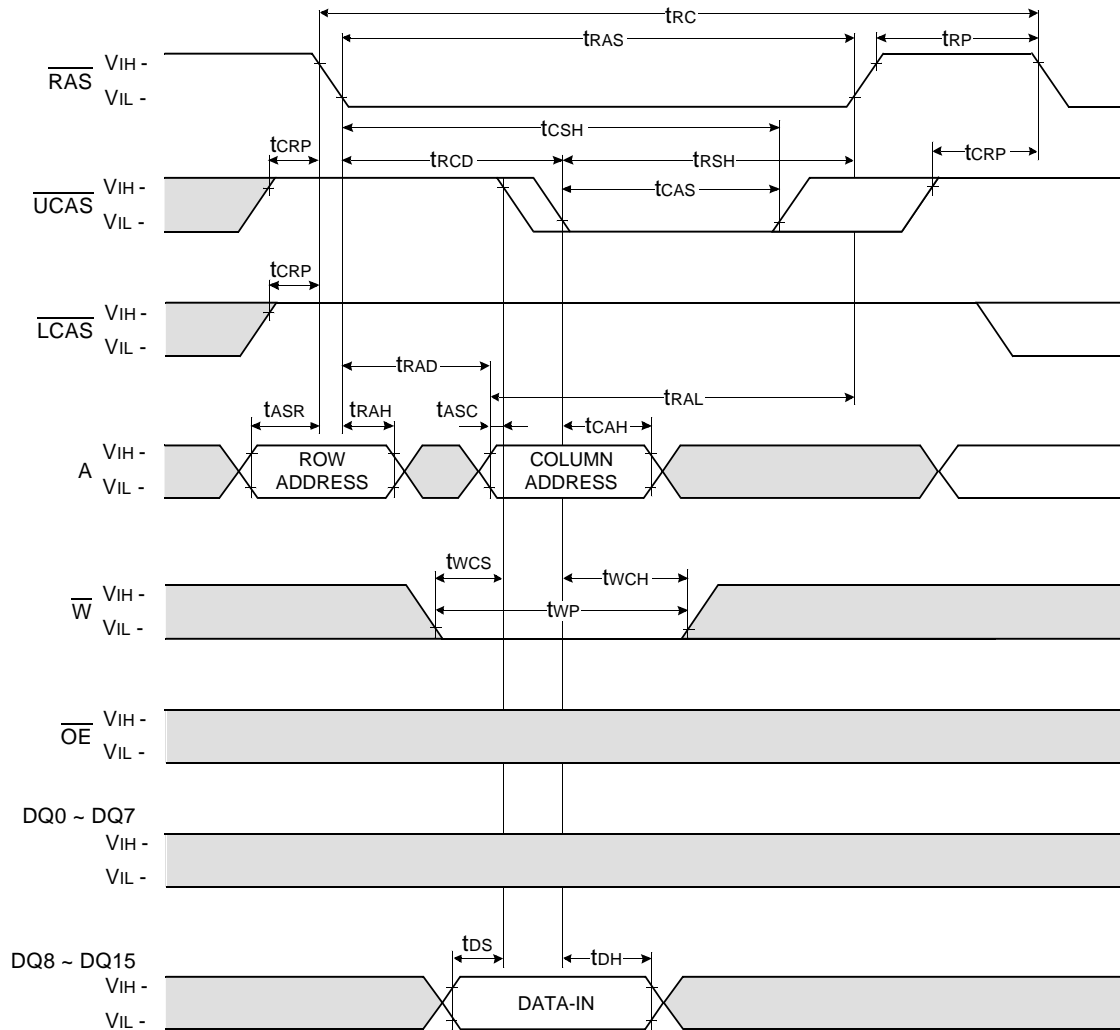 tRC
tRAS
tRP
RAS
VIH -
VIL -
tCSH
tCRP
tRCD
tRSH
tCRP
tCAS
UCAS
VIH -
VIL -
tCRP
LCAS
VIH -
VIL -
tRAD
tRAL
tASR
tRAH
tASC
tCAH
A
VIH -
VIL -
ROW
ADDRESS
COLUMN
ADDRESS
tWCS
tWCH
tWP
W
VIH -
VIL -
OE
VIH -
VIL -
DQ0 ~ DQ7
VIH -
VIL -
tDS
tDH
DQ8 ~ DQ15
VIH -
VIL -
DATA-IN